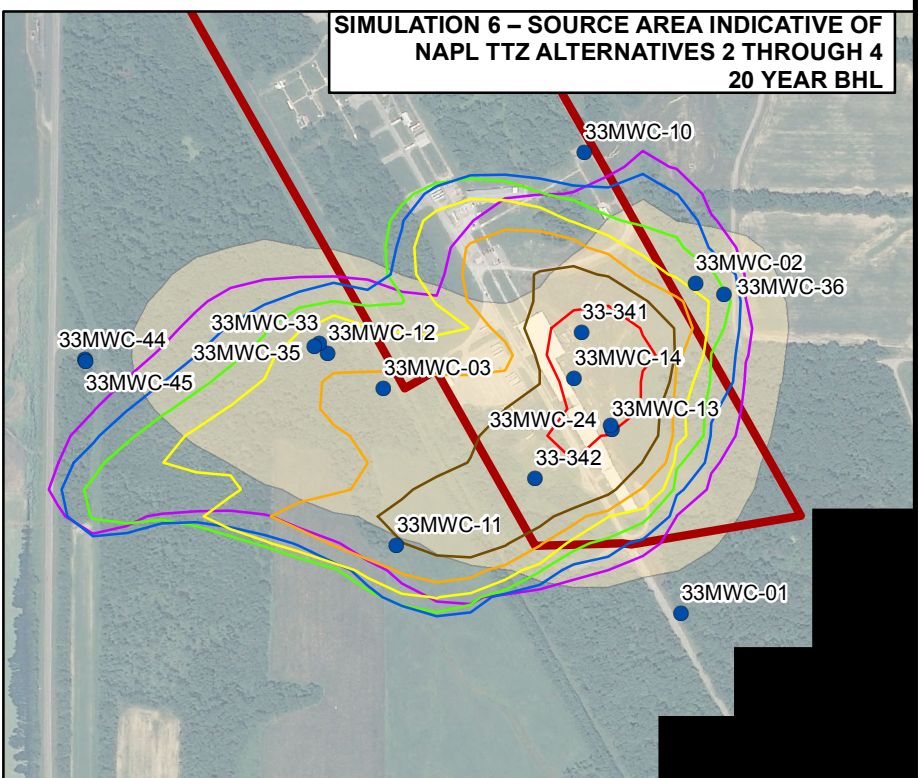 SIMULATION 6 – SOURCE AREA INDICATIVE OF
NAPL TTZ ALTERNATIVES 2 THROUGH 4
20 YEAR BHL
33MWC-10
33MWC-02
33MWC-36
33-341
33MWC-33
33MWC-12
33MWC-44
33MWC-35
33MWC-14
33MWC-45
33MWC-03
33MWC-13
33MWC-24
33-342
33MWC-11
33MWC-01